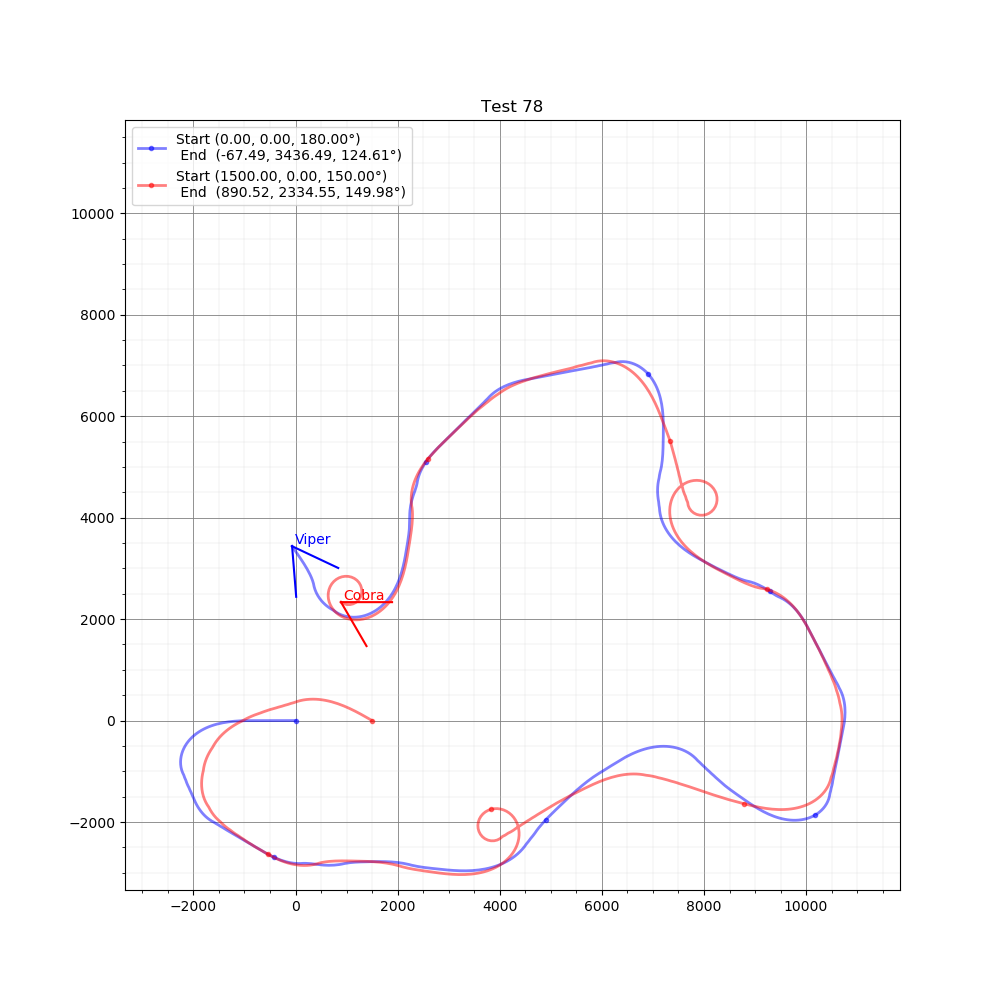 Test 78
Start (0.00, 0.00, 180.00°)
End (-67.49, 3436.49, 124.61°)
Start (1500.00, 0.00, 150.00°)
End (890.52, 2334.55, 149.98°)
10000
8000
6000
4000
2000
0
−2000
Viper
Cobra
−2000
0
2000
4000
6000
8000
10000